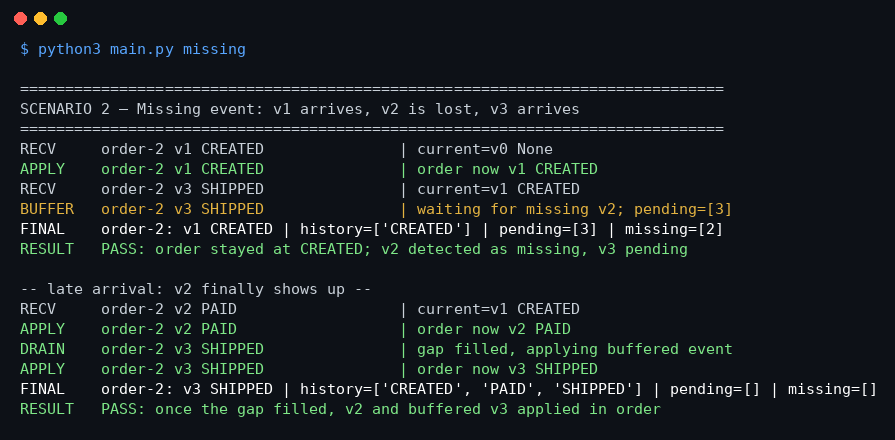 $ python3 main.py missing
==============================================================================
SCENARIO 2 — Missing event: v1 arrives, v2 is lost, v3 arrives
==============================================================================
RECV     order-2 v1 CREATED               | current=v0 None
APPLY    order-2 v1 CREATED               | order now v1 CREATED
RECV     order-2 v3 SHIPPED               | current=v1 CREATED
BUFFER   order-2 v3 SHIPPED               | waiting for missing v2; pending=[3]
FINAL    order-2: v1 CREATED | history=['CREATED'] | pending=[3] | missing=[2]
RESULT   PASS: order stayed at CREATED; v2 detected as missing, v3 pending
-- late arrival: v2 finally shows up --
RECV     order-2 v2 PAID                  | current=v1 CREATED
APPLY    order-2 v2 PAID                  | order now v2 PAID
DRAIN    order-2 v3 SHIPPED               | gap filled, applying buffered event
APPLY    order-2 v3 SHIPPED               | order now v3 SHIPPED
FINAL    order-2: v3 SHIPPED | history=['CREATED', 'PAID', 'SHIPPED'] | pending=[] | missing=[]
RESULT   PASS: once the gap filled, v2 and buffered v3 applied in order